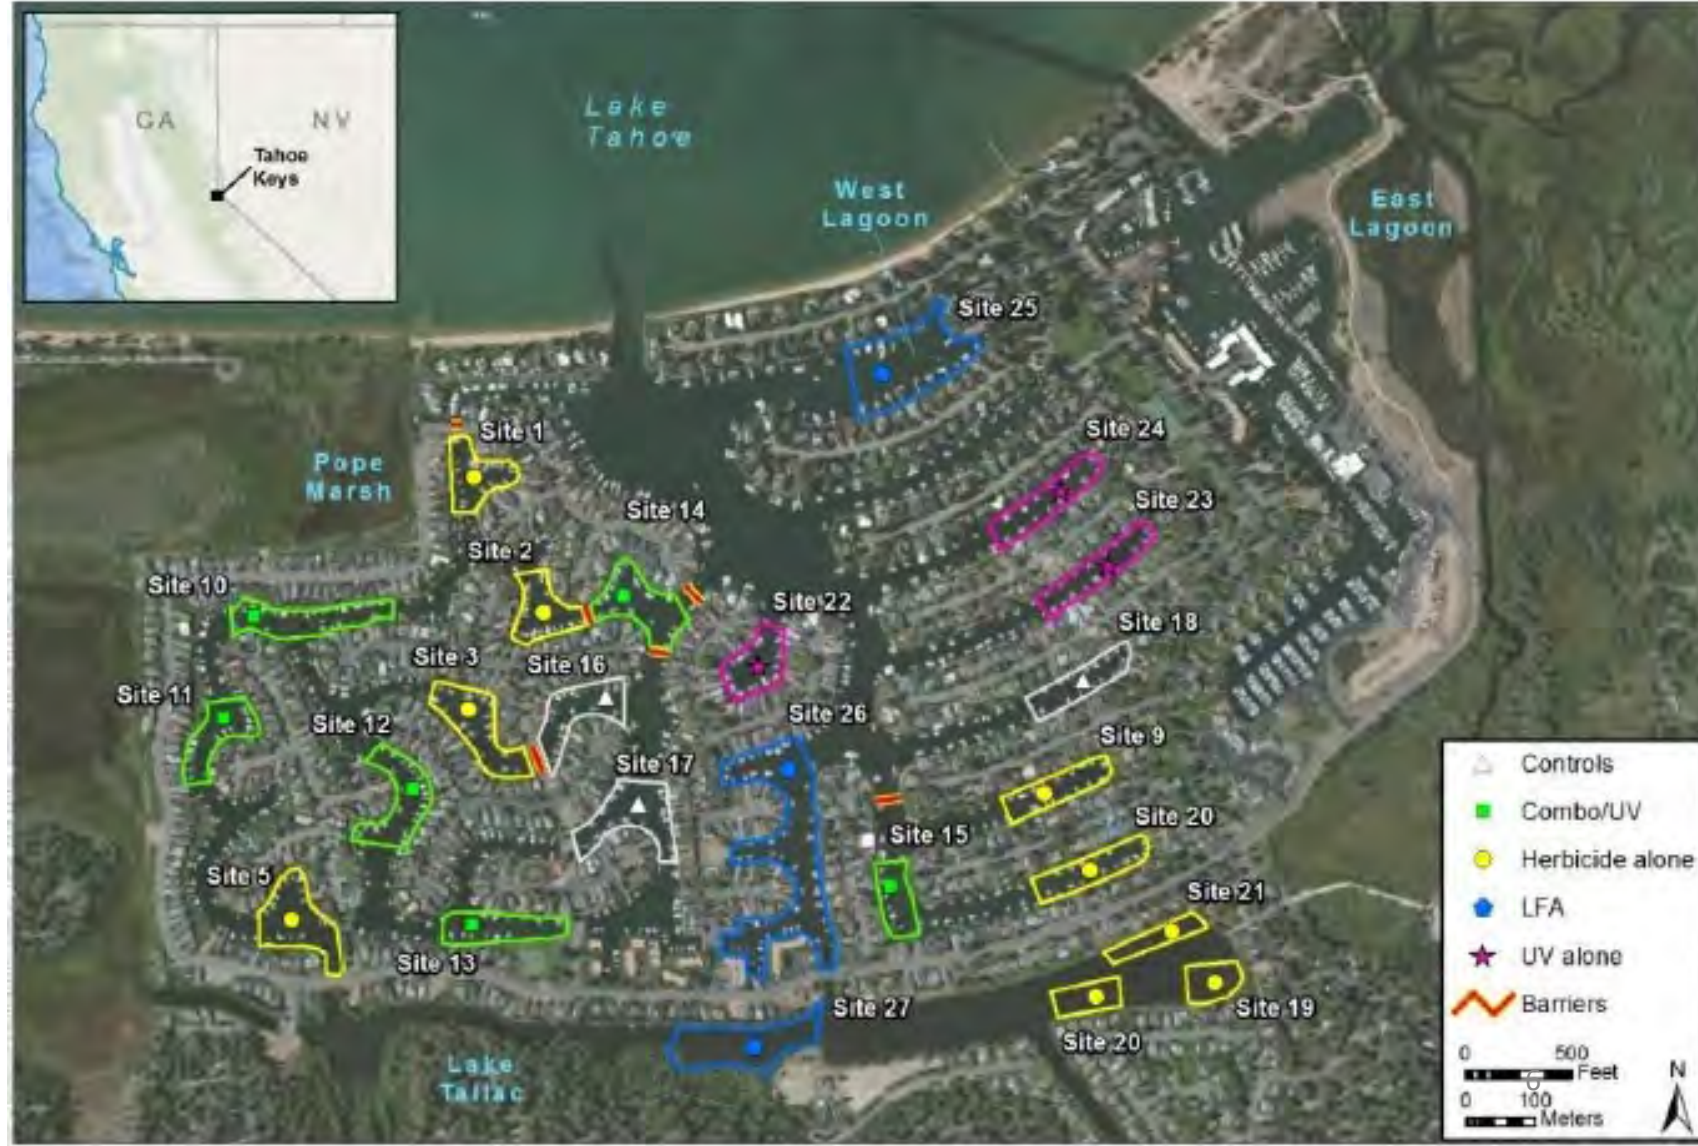 CA
NV
Tahoe
Keys
Lake
Tahoe
West
Lagoon
East
Lagoon
Site 25
Site 1
Site 24
Pope
Marsh
Site 14
Site 23
Site 2
Site 10
Site 22
Site 18
Site 3
Site 16
Site 11
Site 12
Site 26
Site 9
Site 17
Site 15
Site 20
Site 5
Site 21
Site 13
Site 27
Site 19
Site 20
Lake
Tallac
Controls
Combo/UV
Herbicide alone
LFA
UV alone
Barriers
0 500
Feet
0 100
Meters
N
6